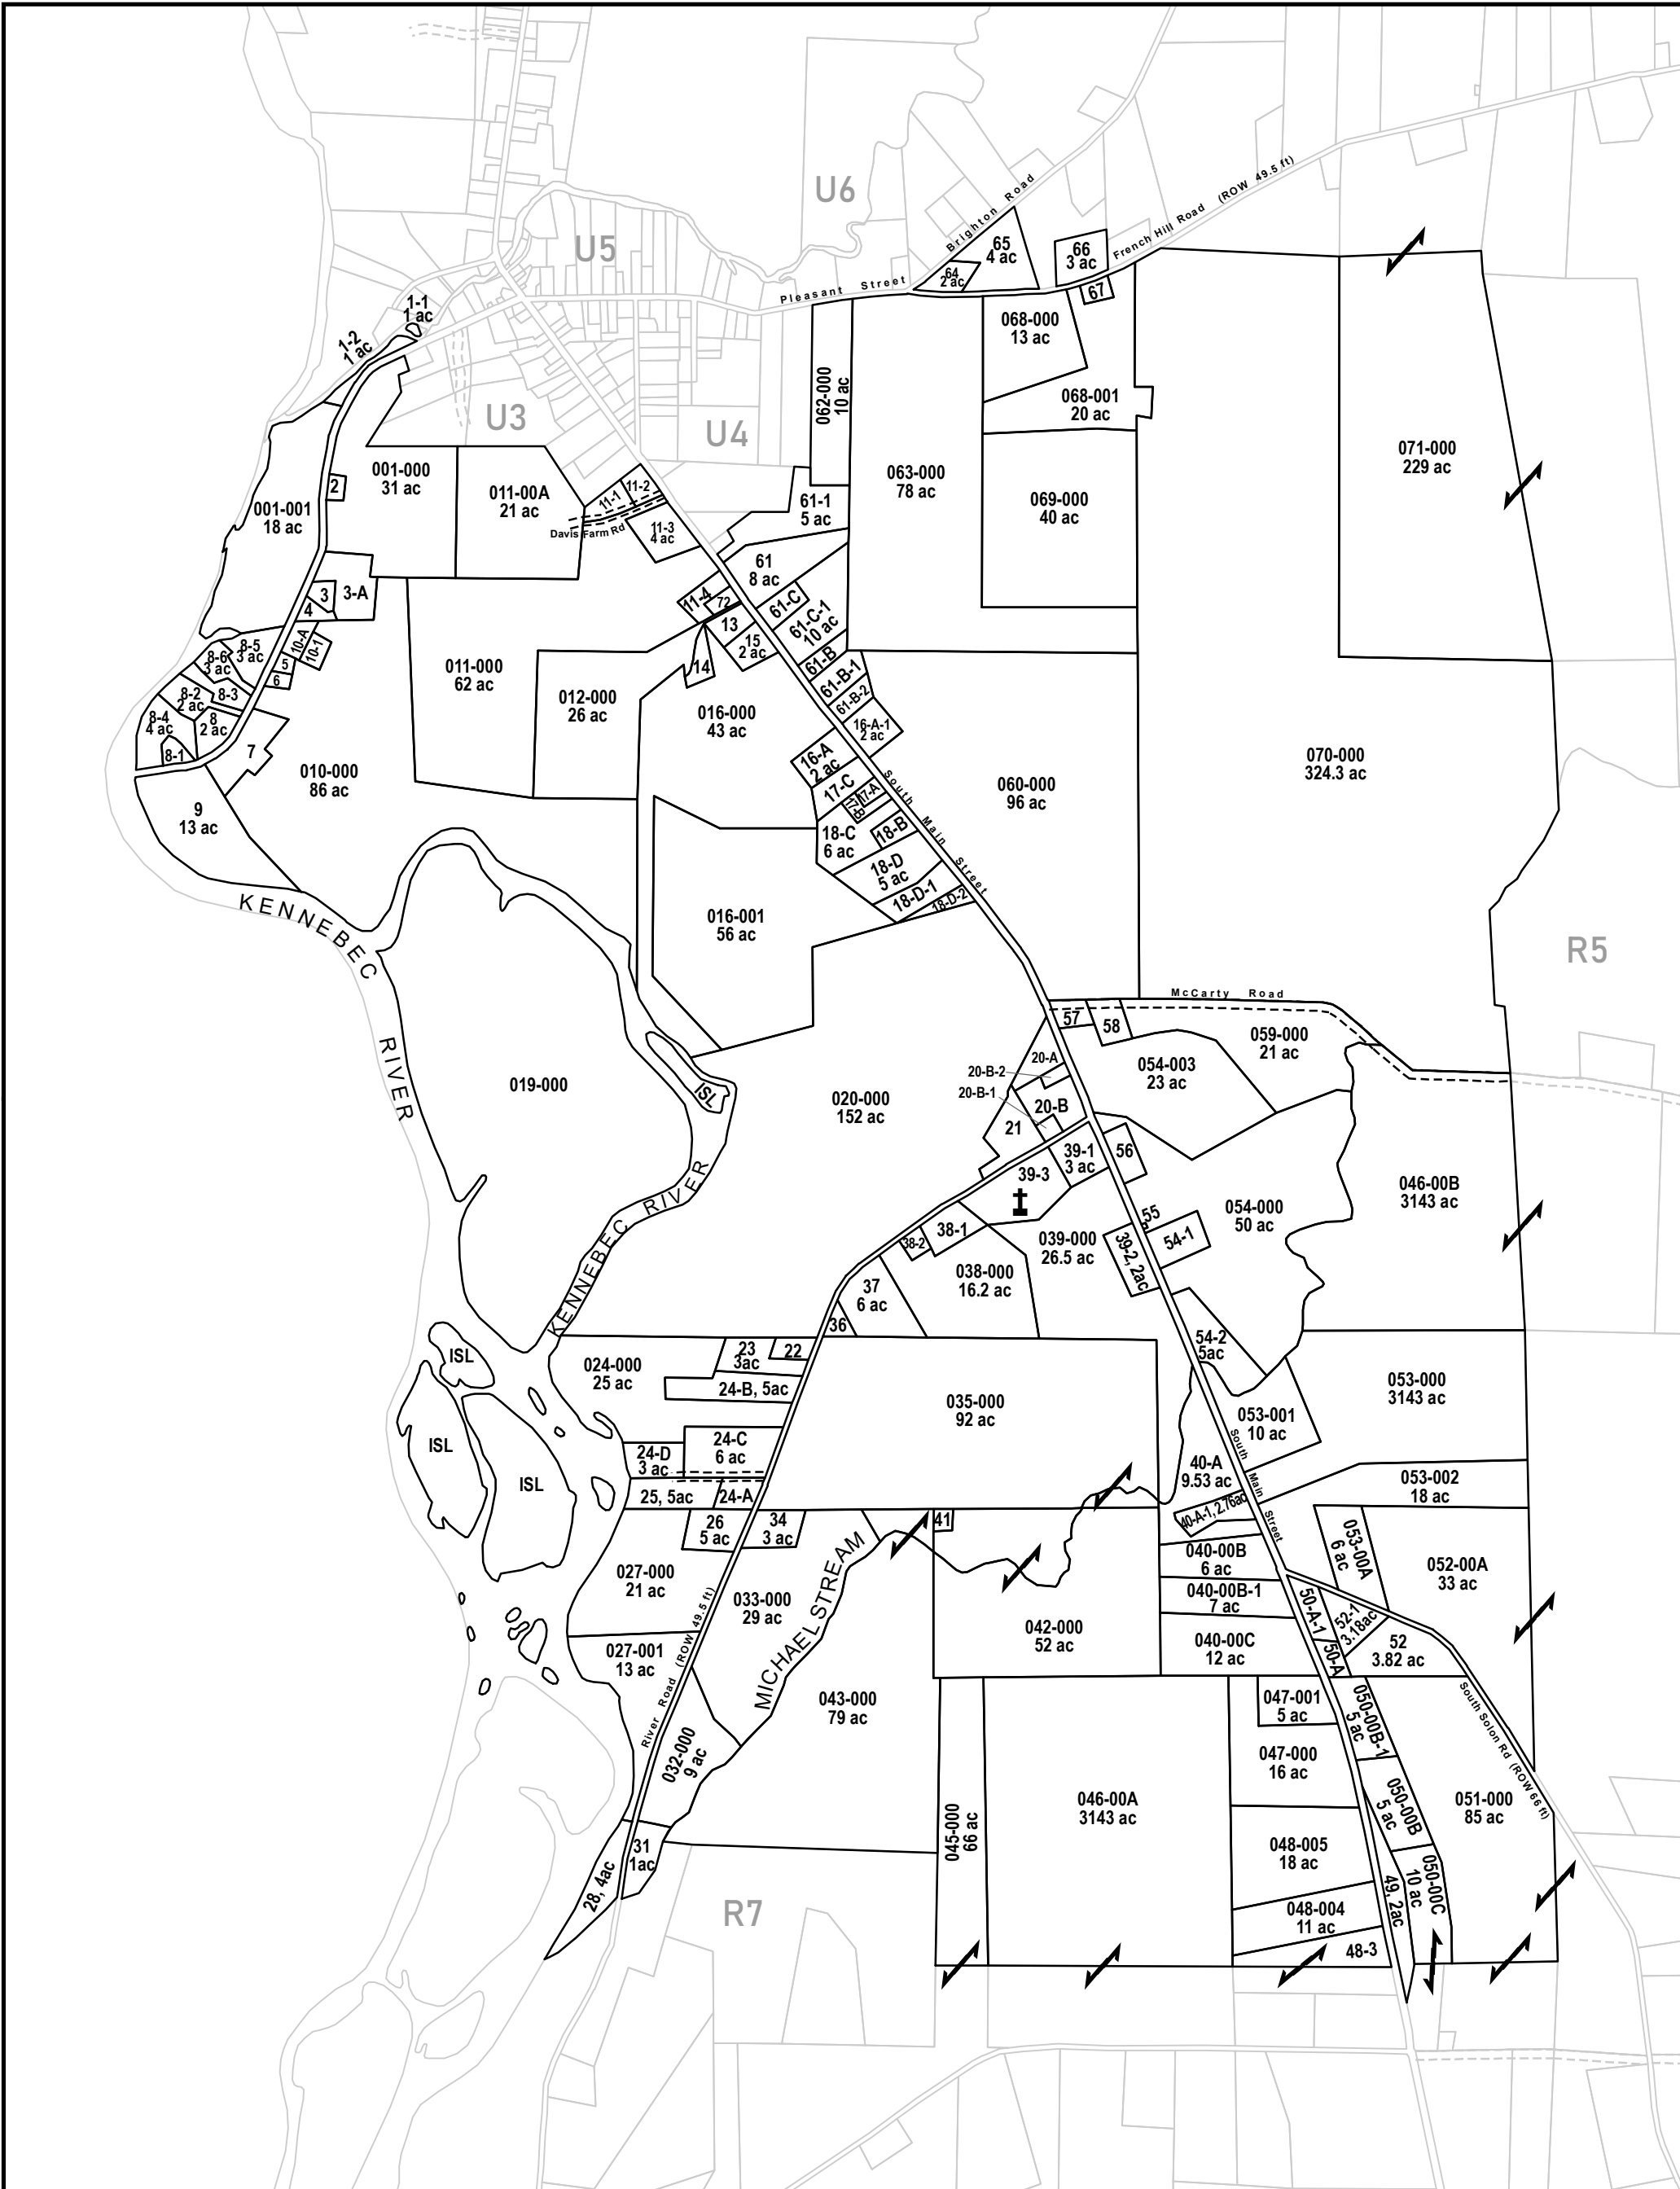 U6
U5
Brighton Road
French Hill Road (ROW 49.5 ft)
Pleasant Street
65
4 ac
64
2 ac
66
3 ac
67
1-1
1 ac
1-2
1 ac
068-000
13 ac
062-000
10 ac
068-001
20 ac
U3
U4
071-000
229 ac
001-000
31 ac
063-000
78 ac
2
011-00A
21 ac
11-1
11-2
001-001
18 ac
61-1
5 ac
069-000
40 ac
Davis Farm Rd
11-3
4 ac
61
8 ac
3
3-A
4
11-4
72
61-C
61-C-1
10 ac
13
15
2 ac
10-A
10-1
8-5
3 ac
8-6
3 ac
5
6
61-B
14
011-000
62 ac
61-B-1
61-B-2
8-2
2 ac
8-3
012-000
26 ac
016-000
43 ac
8-4
4 ac
8
2 ac
16-A-1
2 ac
8-1
7
16-A
2 ac
010-000
86 ac
070-000
324.3 ac
060-000
96 ac
17-C
17-A
17-B
South Main Street
9
13 ac
18-C
6 ac
18-B
18-D
5 ac
18-D-1
18-D-2
KENNEBEC RIVER
016-001
56 ac
R5
McCarty Road
57
58
059-000
21 ac
20-A
054-003
23 ac
20-B-2
20-B-1
20-B
019-000
ISL
020-000
152 ac
21
39-1
3 ac
56
39-3
046-00B
3143 ac
KENNEBEC RIVER
054-000
50 ac
55
38-1
38-2
039-000
26.5 ac
54-1
39-2, 2ac
038-000
16.2 ac
37
6 ac
36
54-2
5ac
ISL
23
3ac
22
024-000
25 ac
24-B, 5ac
053-000
3143 ac
035-000
92 ac
053-001
10 ac
ISL
24-C
6 ac
24-D
3 ac
South Main Street
40-A
9.53 ac
ISL
053-002
18 ac
25, 5ac
24-A
40-A-1, 2.76ac
26
5 ac
34
3 ac
41
053-00A
6 ac
040-00B
6 ac
052-00A
33 ac
027-000
21 ac
MICHAEL STREAM
040-00B-1
7 ac
033-000
29 ac
50-A-1
52-1
3.18ac
042-000
52 ac
040-00C
12 ac
50-A
52
3.82 ac
027-001
13 ac
River Road (ROW 49.5 ft)
043-000
79 ac
047-001
5 ac
050-00B-1
5 ac
South Solon Rd (ROW 66 ft)
032-000
9 ac
047-000
16 ac
045-000
66 ac
046-00A
3143 ac
050-00B
5 ac
051-000
85 ac
31
1ac
048-005
18 ac
28, 4ac
050-00C
10 ac
49, 2ac
R7
048-004
11 ac
48-3